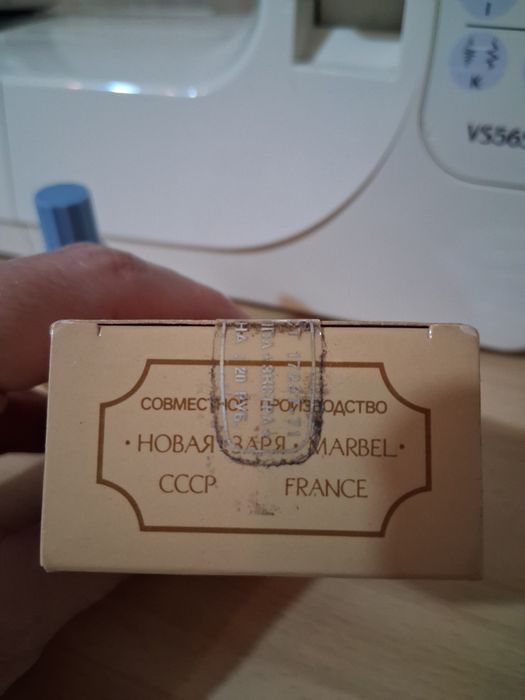 K
VS56
СОВМЕСТНОЕ ПРОИЗВОДСТВО
• НОВАЯ ЗАРЯ • MARBEL •
СССР FRANCE